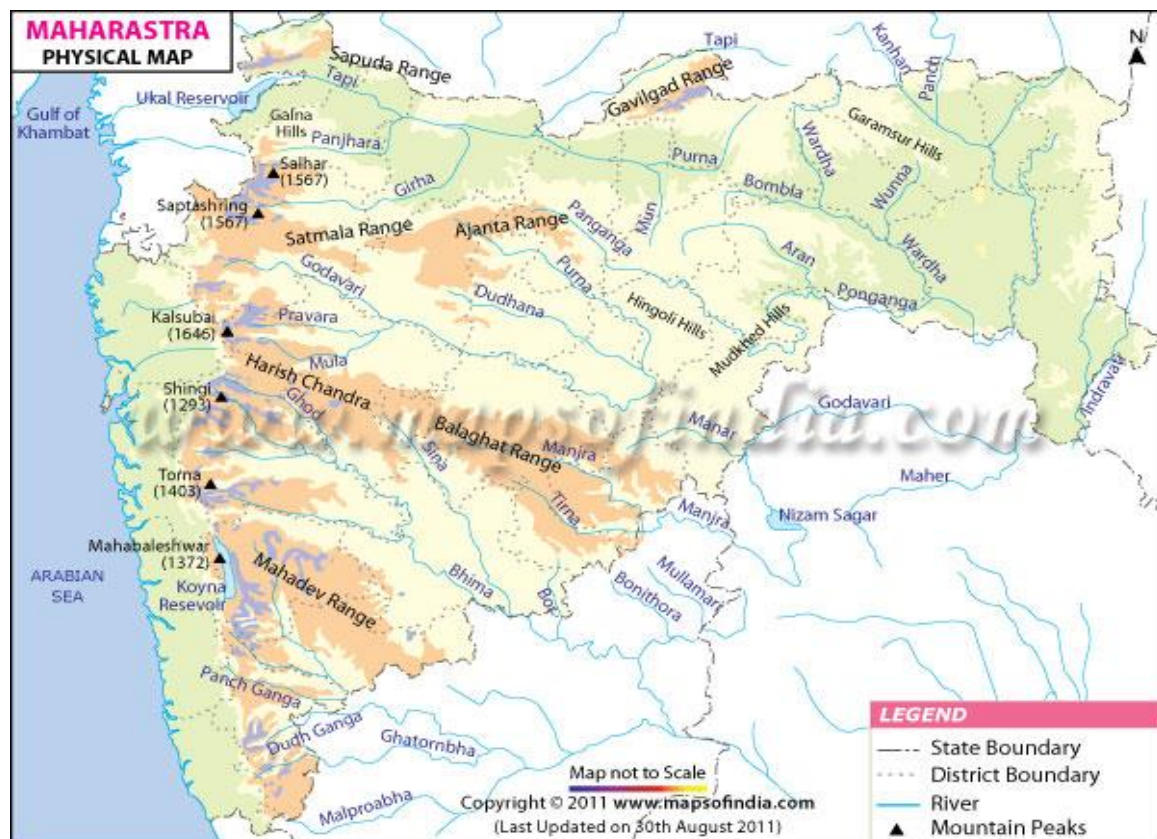 MAHARASTRA
PHYSICAL MAP
N
Sapuda Range
Tapi
Tapi
Kanhan
Panch
Gavilgad Range
Ukal Reservoir
Gulf of
Khambat
Galna
Hills
Panjhara
Garamsur Hills
Salhar
(1567)
Girha
Purna
Wardha
Wunna
Saptashring
(1567)
Bombla
Satmala Range
Ajanta Range
Panganga
Mun
Wardha
Aran
Godavari
Purna
Dudhana
Ponganga
Kalsubai
(1646)
Pravara
Hingoli Hills
Mudkhed Hills
Mula
Harish Chandra
Shingi
(1293)
Ghod
Indravati
Godavari
www.mapsofindia.com
Balaghat Range
Manjra
Manar
Sina
Maher
Torna
(1403)
Tirna
Manjra
Nizam Sagar
Mahabaleshwar
(1372)
Mahadev Range
Bhima
Bor
Mullamari
Bonithora
ARABIAN
SEA
Koyna
Resevoir
Panch Ganga
Dudh Ganga
Ghatornbha
Malproabha
LEGEND
State Boundary
District Boundary
River
Mountain Peaks
Map not to Scale
Copyright © 2011 www.mapsofindia.com
(Last Updated on 30th August 2011)